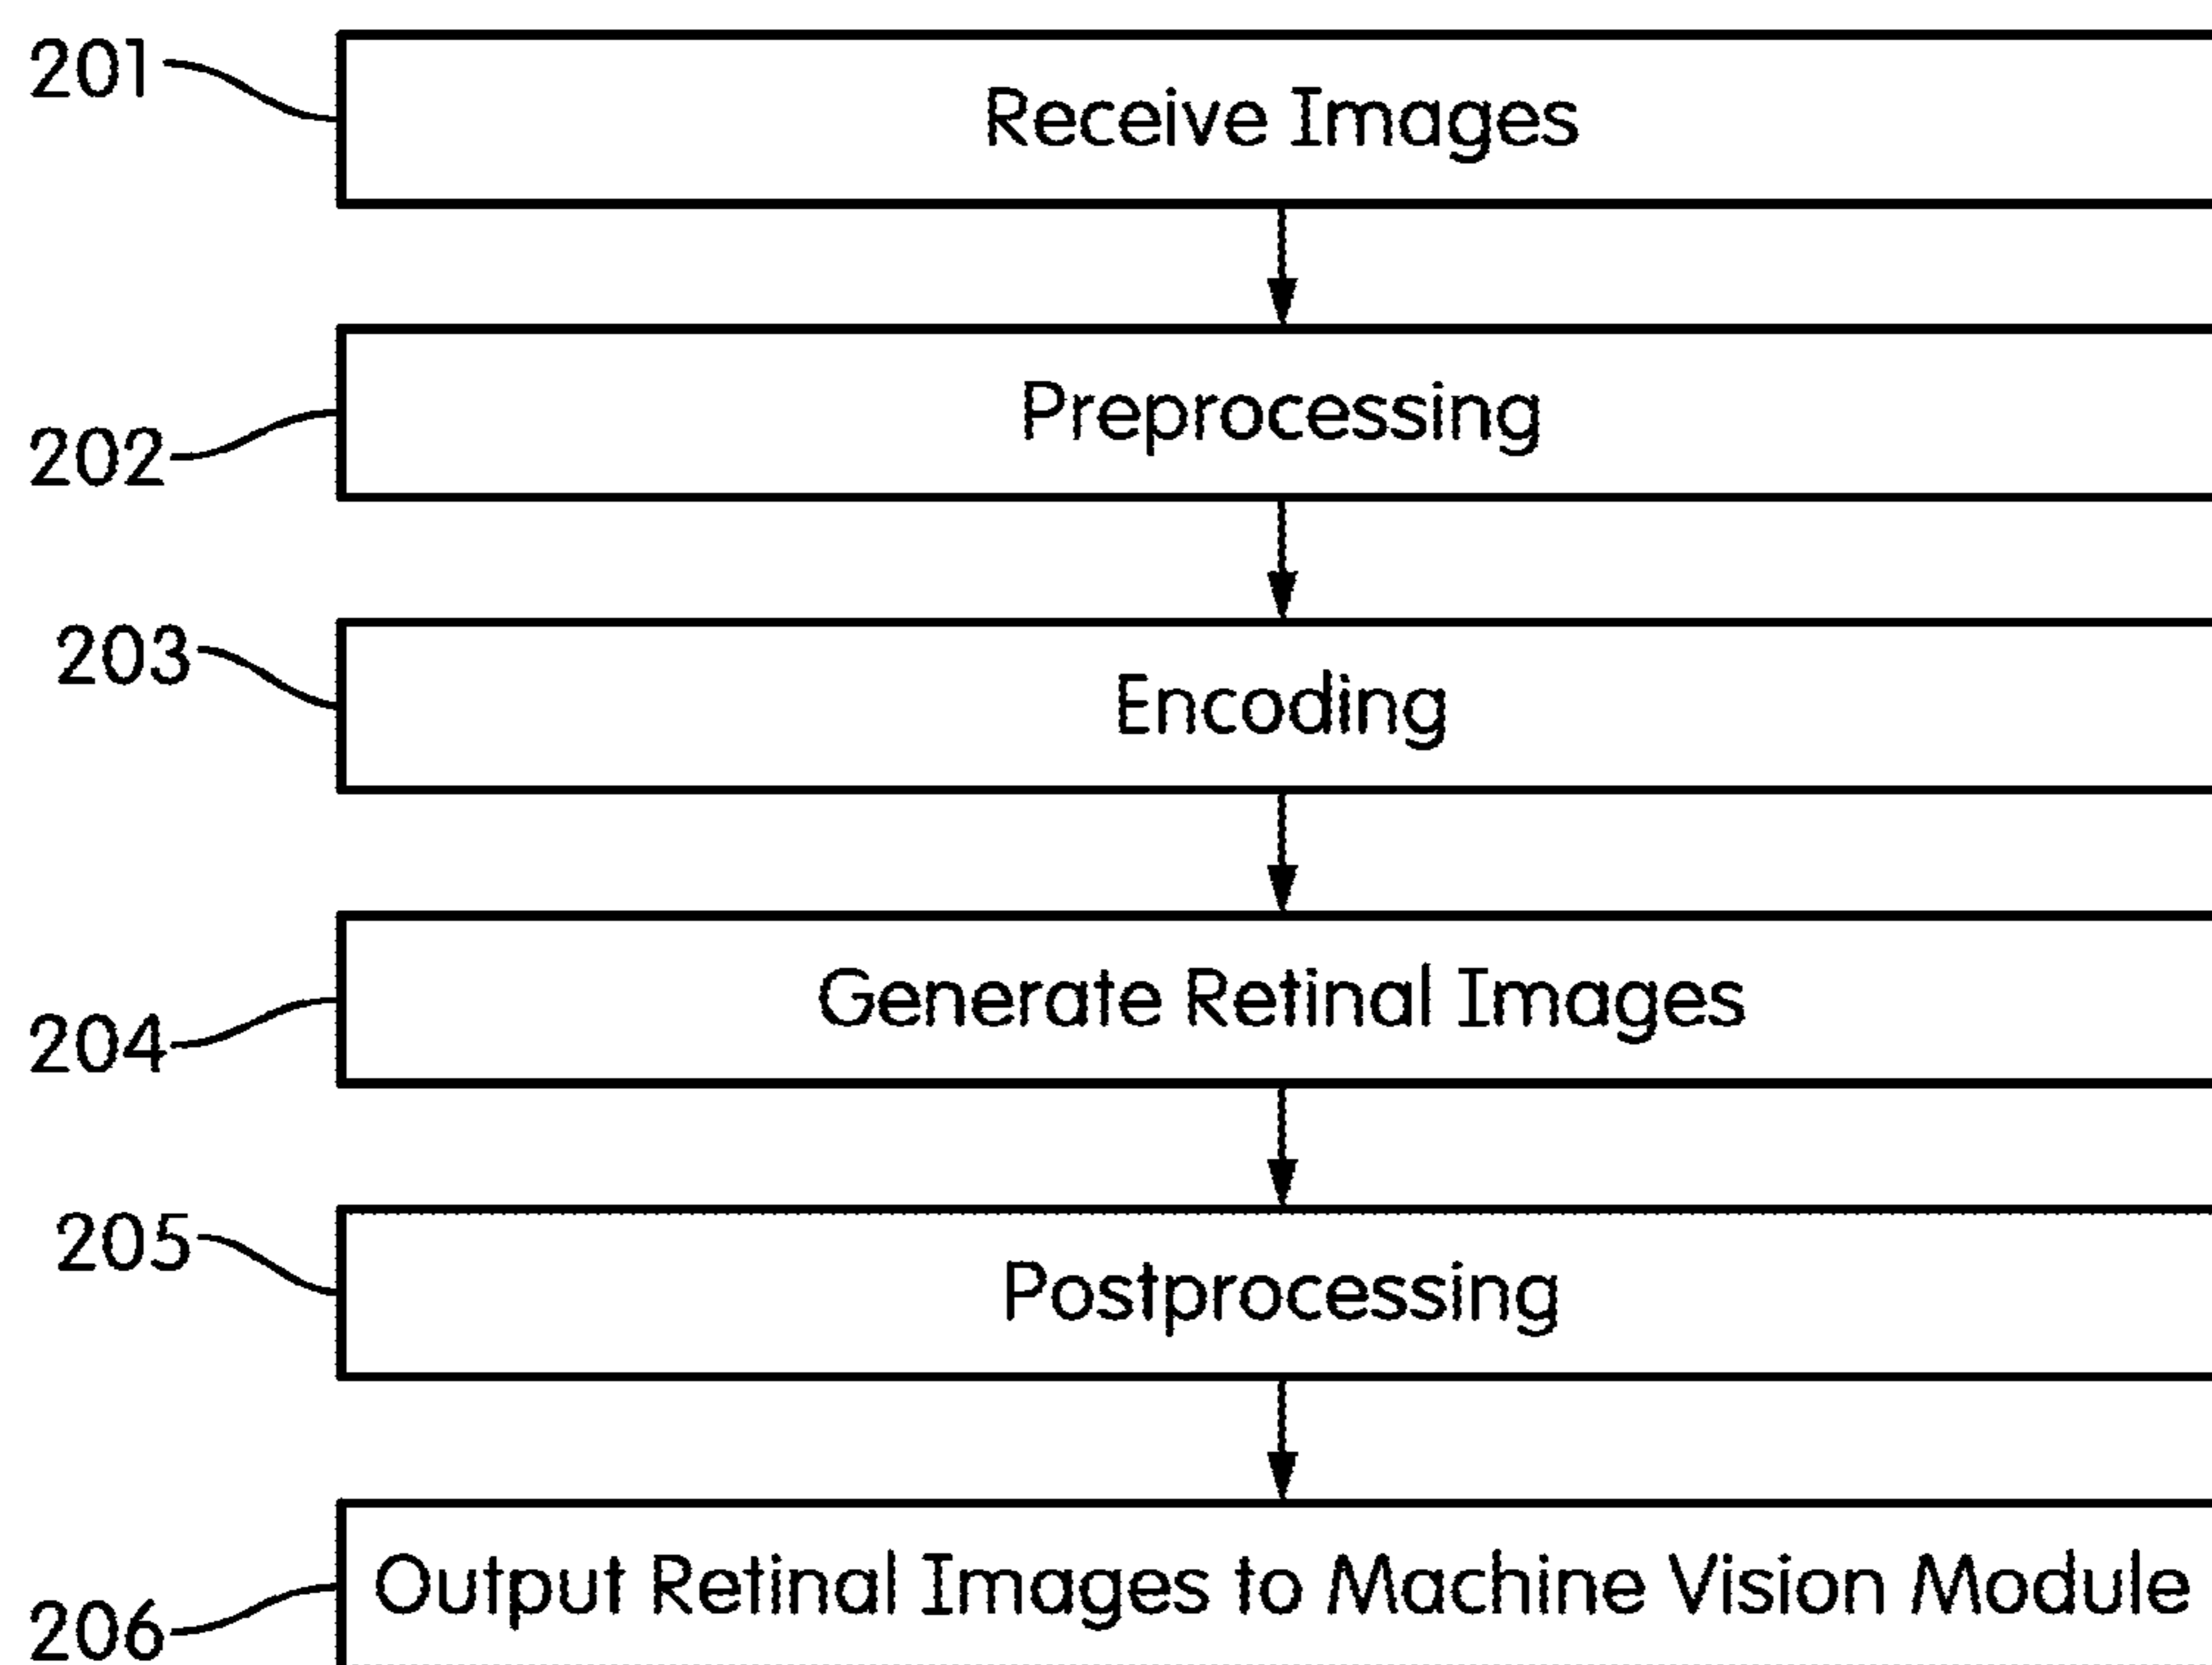 201
Receive Images
Preprocessing
202
203
Encoding
Generate Retinal Images
204
205
Postprocessing
Output Retinal Images to Machine Vision Module
206